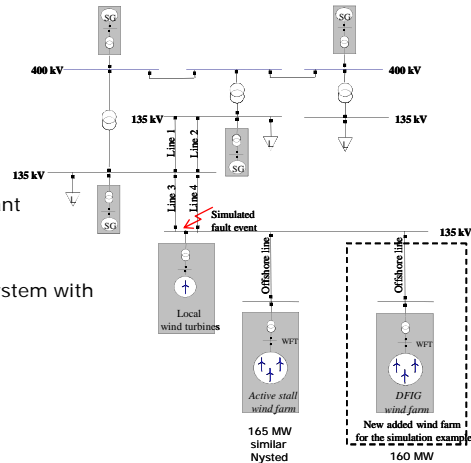 SG
SG
400 kV
400 kV
135 kV
Line 1
Line 2
L
L
135 kV
SG
135 kV
L
SG
Line 3
Line 4
ant
Simulated
fault event
135 kV
ystem with
Local
wind turbines
Offshore line
Offshore line
WFT
WFT
Active stall
wind farm
DFIG
wind farm
165 MW
similar
Nysted
New added wind farm
for the simulation example
160 MW